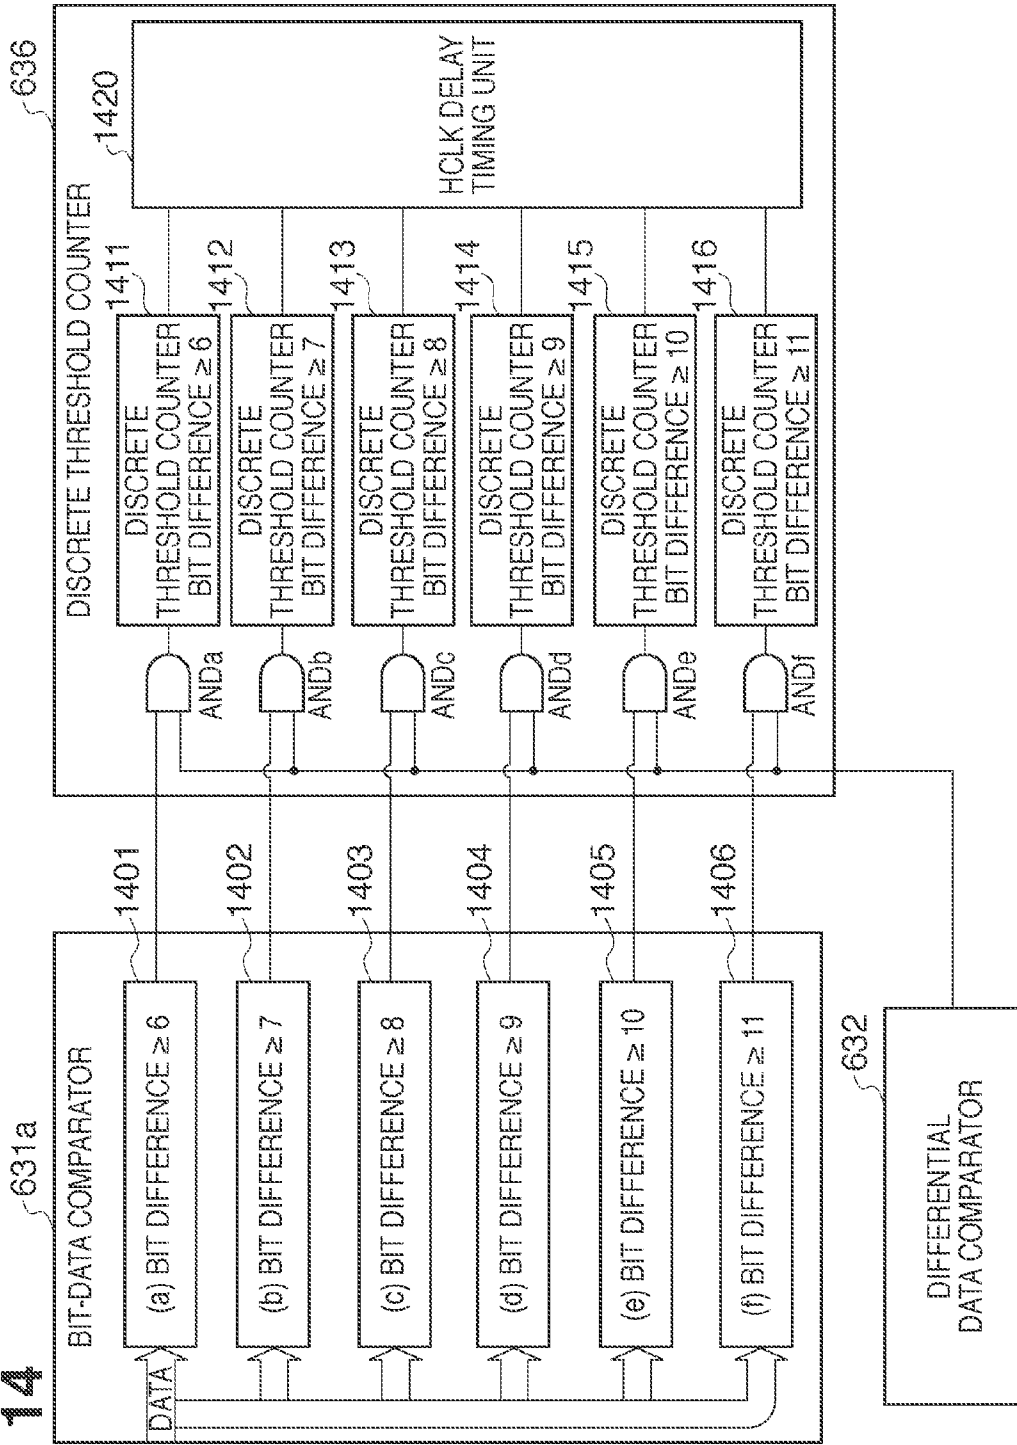 14
631a
BIT-DATA COMPARATOR
DATA
(a) BIT DIFFERENCE ≥ 6
1401
(b) BIT DIFFERENCE ≥ 7
1402
(c) BIT DIFFERENCE ≥ 8
1403
(d) BIT DIFFERENCE ≥ 9
1404
(e) BIT DIFFERENCE ≥ 10
1405
(f) BIT DIFFERENCE ≥ 11
1406
632
DIFFERENTIAL
DATA COMPARATOR
636
DISCRETE THRESHOLD COUNTER
ANDa
ANDb
ANDc
ANDd
ANDe
ANDf
1411
DISCRETE
THRESHOLD COUNTER
BIT DIFFERENCE ≥ 6
1412
DISCRETE
THRESHOLD COUNTER
BIT DIFFERENCE ≥ 7
1413
DISCRETE
THRESHOLD COUNTER
BIT DIFFERENCE ≥ 8
1414
DISCRETE
THRESHOLD COUNTER
BIT DIFFERENCE ≥ 9
1415
DISCRETE
THRESHOLD COUNTER
BIT DIFFERENCE ≥ 10
1416
DISCRETE
THRESHOLD COUNTER
BIT DIFFERENCE ≥ 11
1420
HCLK DELAY
TIMING UNIT